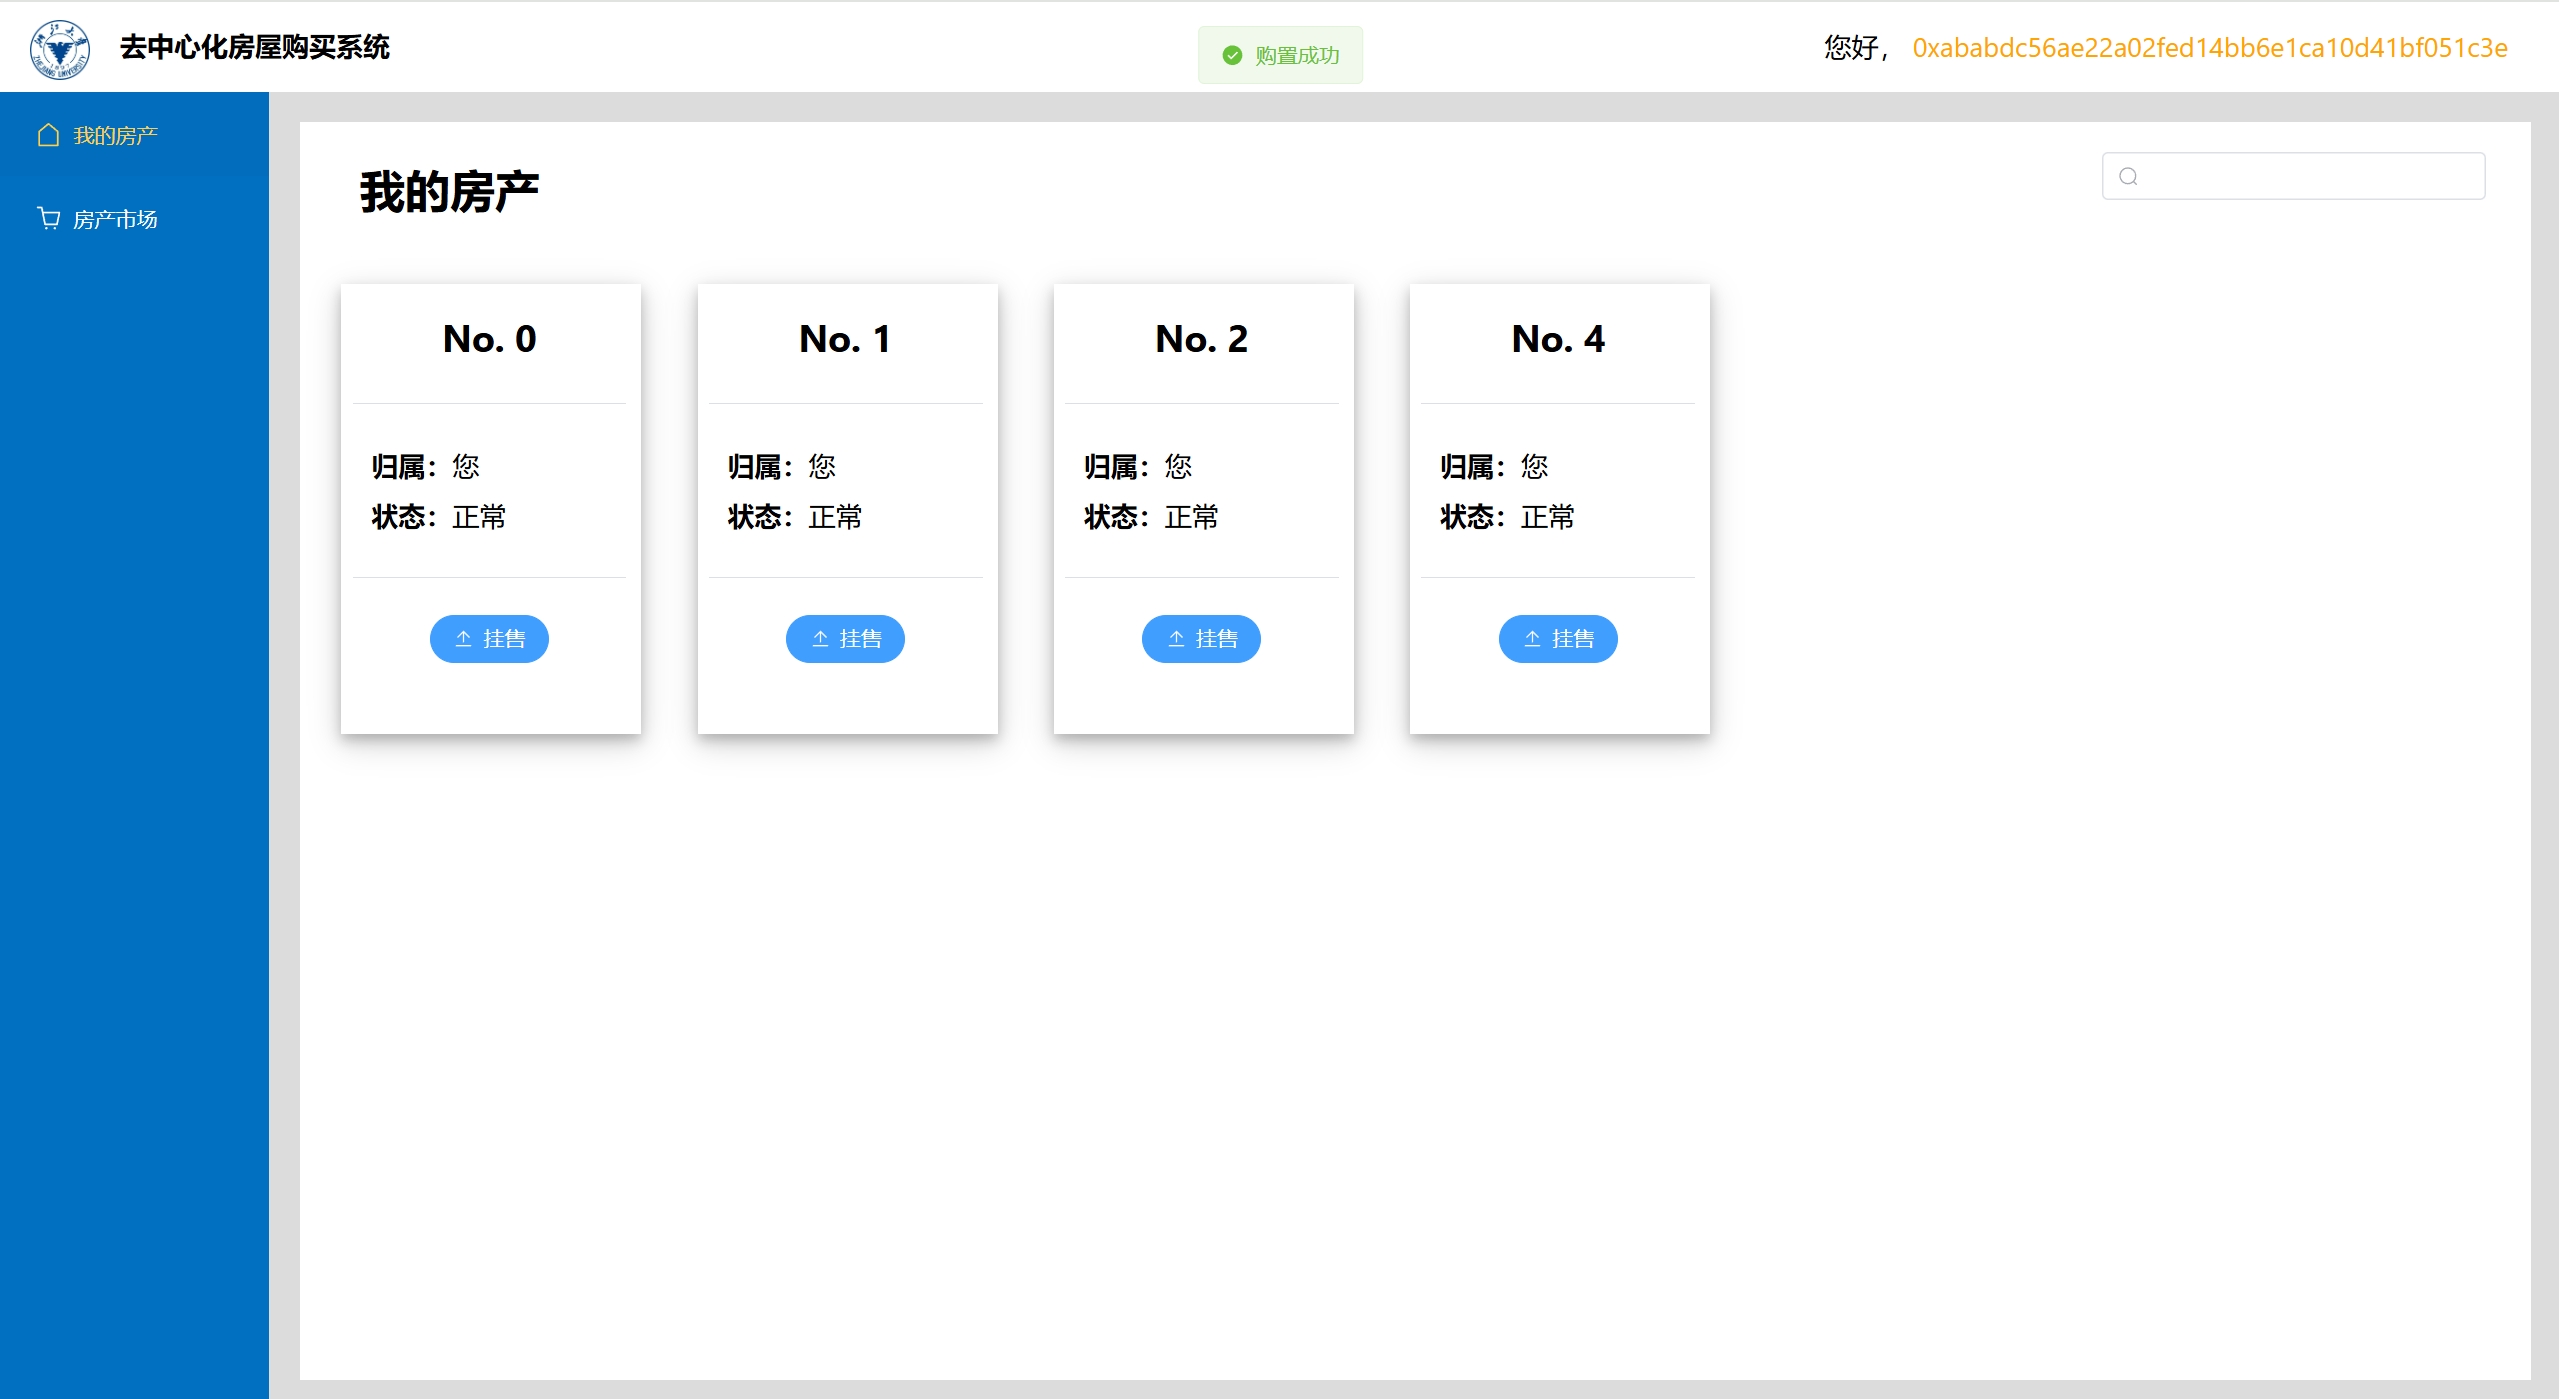 去中心化房屋购买系统
购置成功
您好， 0xababdc56ae22a02fed14bb6e1ca10d41bf051c3e
我的房产
房产市场
我的房产
No. 0
归属：您
状态：正常
挂售
No. 1
归属：您
状态：正常
挂售
No. 2
归属：您
状态：正常
挂售
No. 4
归属：您
状态：正常
挂售